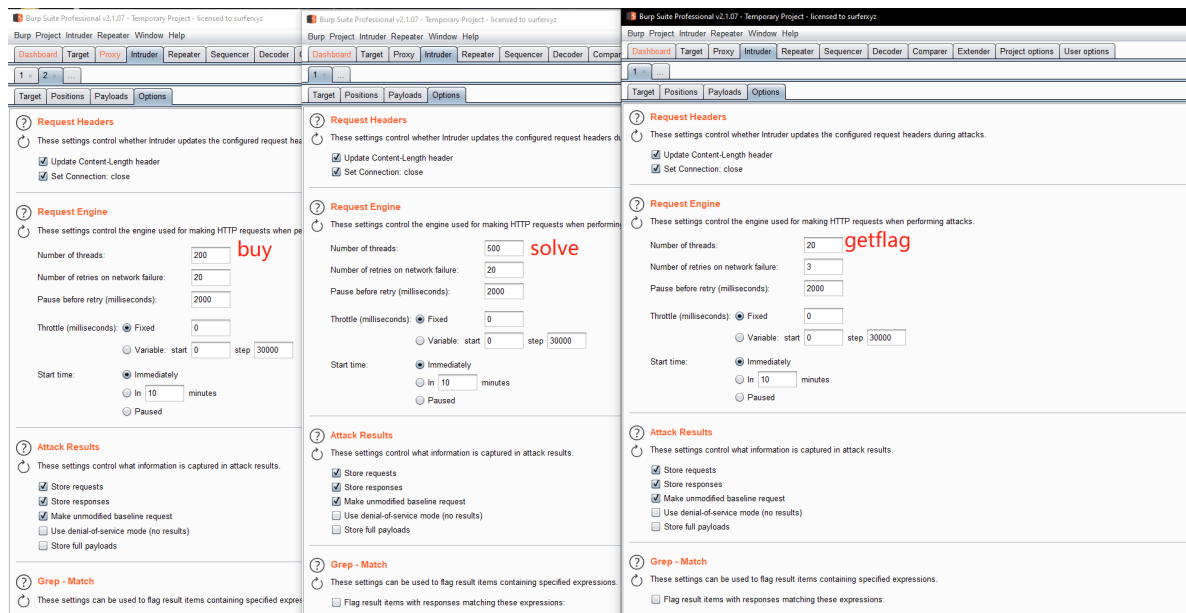 Burp Suite Professional v2.1.07 - Temporary Project - licensed to surferxyz
Burp Project Intruder Repeater Window Help
Dashboard Target Proxy Intruder Repeater Sequencer Decoder
1 × 2 × ...
Target Positions Payloads Options
? Request Headers
These settings control whether Intruder updates the configured request hea
Update Content-Length header
Set Connection: close
? Request Engine
These settings control the engine used for making HTTP requests when pe
Number of threads: 200 buy
Number of retries on network failure: 20
Pause before retry (milliseconds): 2000
Throttle (milliseconds): Fixed 0
Variable: start 0 step 30000
Start time: Immediately
In 10 minutes
Paused
? Attack Results
These settings control what information is captured in attack results.
Store requests
Store responses
Make unmodified baseline request
Use denial-of-service mode (no results)
Store full payloads
? Grep - Match
These settings can be used to flag result items containing specified expres
Burp Suite Professional v2.1.07 - Temporary Project - licensed to surferxyz
Burp Project Intruder Repeater Window Help
Dashboard Target Proxy Intruder Repeater Sequencer Decoder Compar
1 × ...
Target Positions Payloads Options
? Request Headers
These settings control whether Intruder updates the configured request headers du
Update Content-Length header
Set Connection: close
? Request Engine
These settings control the engine used for making HTTP requests when performing
Number of threads: 500 solve
Number of retries on network failure: 20
Pause before retry (milliseconds): 2000
Throttle (milliseconds): Fixed 0
Variable: start 0 step 30000
Start time: Immediately
In 10 minutes
Paused
? Attack Results
These settings control what information is captured in attack results.
Store requests
Store responses
Make unmodified baseline request
Use denial-of-service mode (no results)
Store full payloads
? Grep - Match
These settings can be used to flag result items containing specified expressions.
Flag result items with responses matching these expressions:
Burp Suite Professional v2.1.07 - Temporary Project - licensed to surferxyz
Burp Project Intruder Repeater Window Help
Dashboard Target Proxy Intruder Repeater Sequencer Decoder Comparer Extender Project options User options
1 × ...
Target Positions Payloads Options
? Request Headers
These settings control whether Intruder updates the configured request headers during attacks.
Update Content-Length header
Set Connection: close
? Request Engine
These settings control the engine used for making HTTP requests when performing attacks.
Number of threads: 20 getflag
Number of retries on network failure: 3
Pause before retry (milliseconds): 2000
Throttle (milliseconds): Fixed 0
Variable: start 0 step 30000
Start time: Immediately
In 10 minutes
Paused
? Attack Results
These settings control what information is captured in attack results.
Store requests
Store responses
Make unmodified baseline request
Use denial-of-service mode (no results)
Store full payloads
? Grep - Match
These settings can be used to flag result items containing specified expressions.
Flag result items with responses matching these expressions: